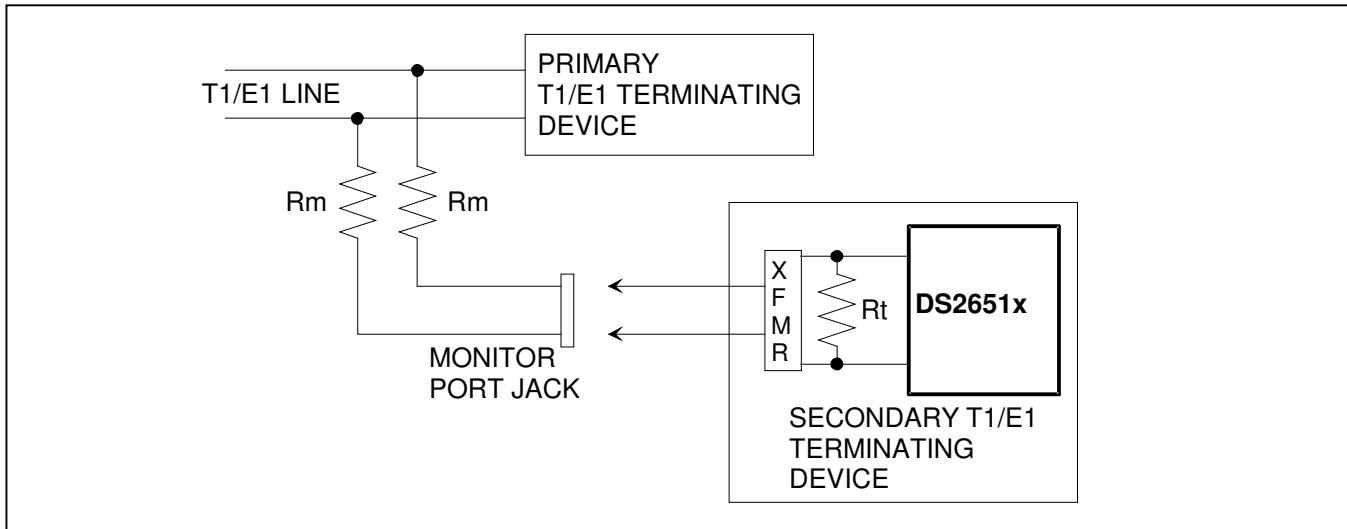 PRIMARY
T1/E1 TERMINATING
DEVICE
T1/E1 LINE
Rm
Rm
X
F
M
R
Rt
DS2651x
MONITOR
PORT JACK
SECONDARY T1/E1
TERMINATING
DEVICE